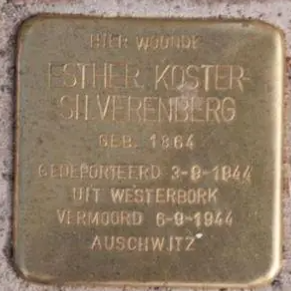 HIER WOONDE
ESTHER KOSTER-
SILVERENBERG
GEB. 1864
GEDEPORTEERD 3-9-1944
UIT WESTERBORK
VERMOORD 6-9-1944
AUSCHWITZ